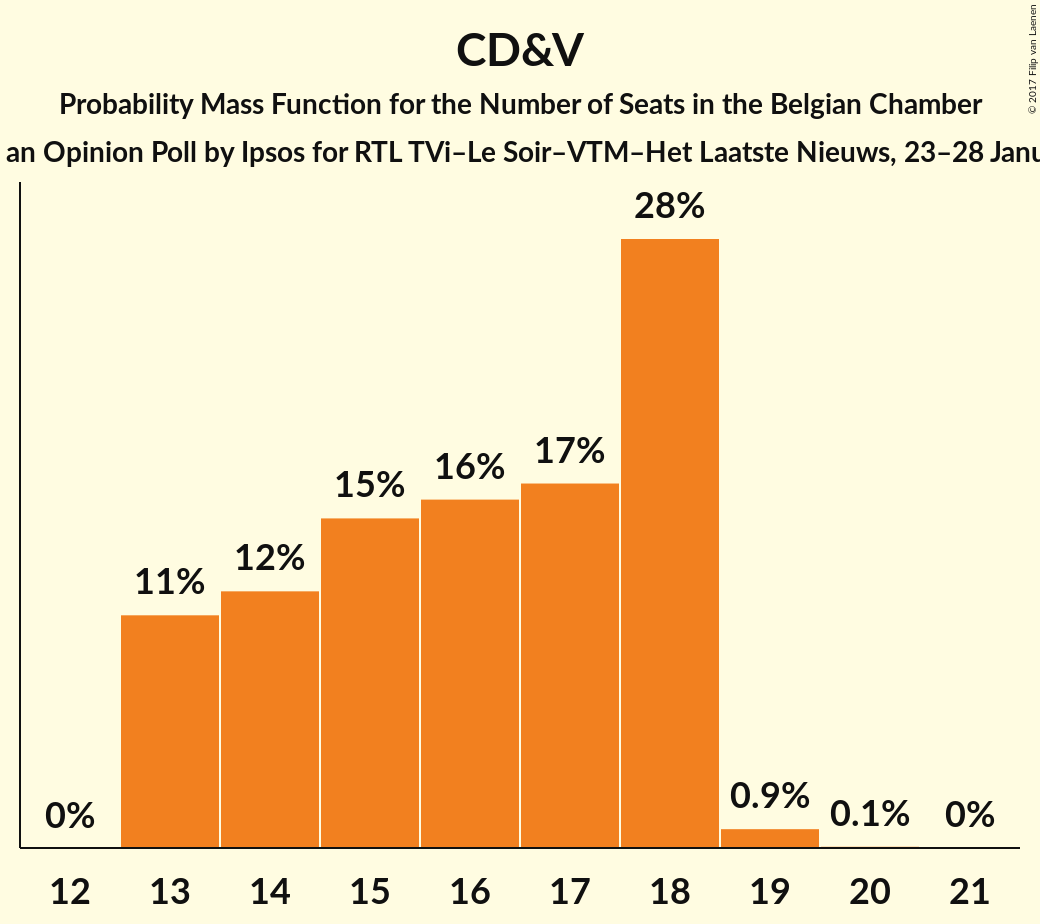 CD&V
Probability Mass Function for the Number of Seats in the Belgian Chamber
an Opinion Poll by Ipsos for RTL TVi–Le Soir–VTM–Het Laatste Nieuws, 23–28 Janu
© 2017 Filip van Laenen
28%
17%
16%
15%
12%
11%
0.9%
0.1%
0%
0%
12 13 14 15 16 17 18 19 20 21